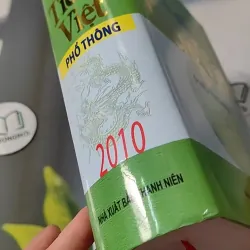 Việt
PHỔ THÔNG
2010
NHÀ XUẤT BẢN THANH NIÊN